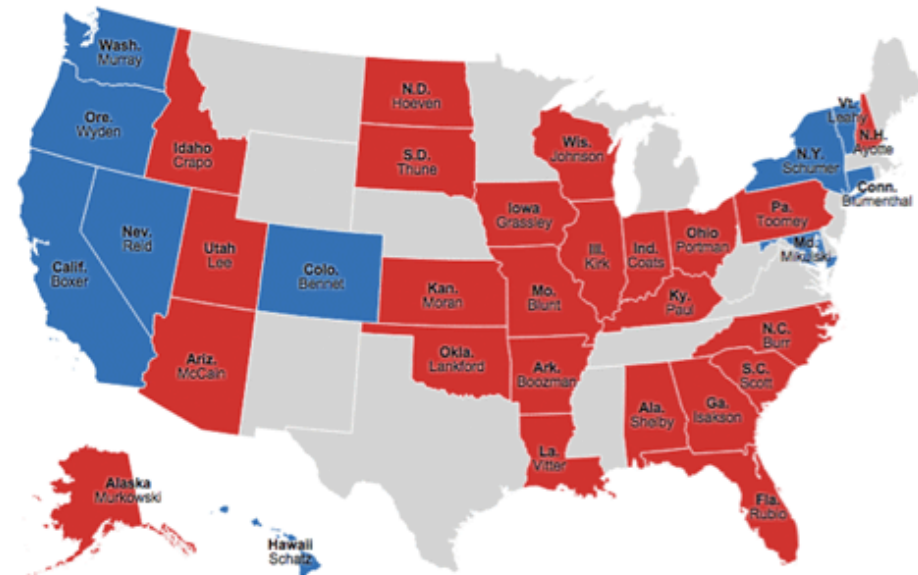 Wash.
Murray
Ore.
Wyden
Calif.
Boxer
Nev.
Reid
Idaho
Crapo
Utah
Lee
Ariz.
McCain
Colo.
Bennet
N.D.
Hoeven
S.D.
Thune
Kan.
Moran
Okla.
Lankford
Iowa
Grassley
Mo.
Blunt
Ark.
Boozman
La.
Vitter
Wis.
Johnson
Ill.
Kirk
Ind.
Coats
Ohio
Portman
Ky.
Paul
Ala.
Shelby
Ga.
Isakson
Fla.
Rubio
S.C.
Scott
N.C.
Burr
Pa.
Toomey
Md.
Mikulski
N.Y.
Schumer
Vt.
Leahy
N.H.
Ayotte
Conn.
Blumenthal
Alaska
Murkowski
Hawaii
Schatz